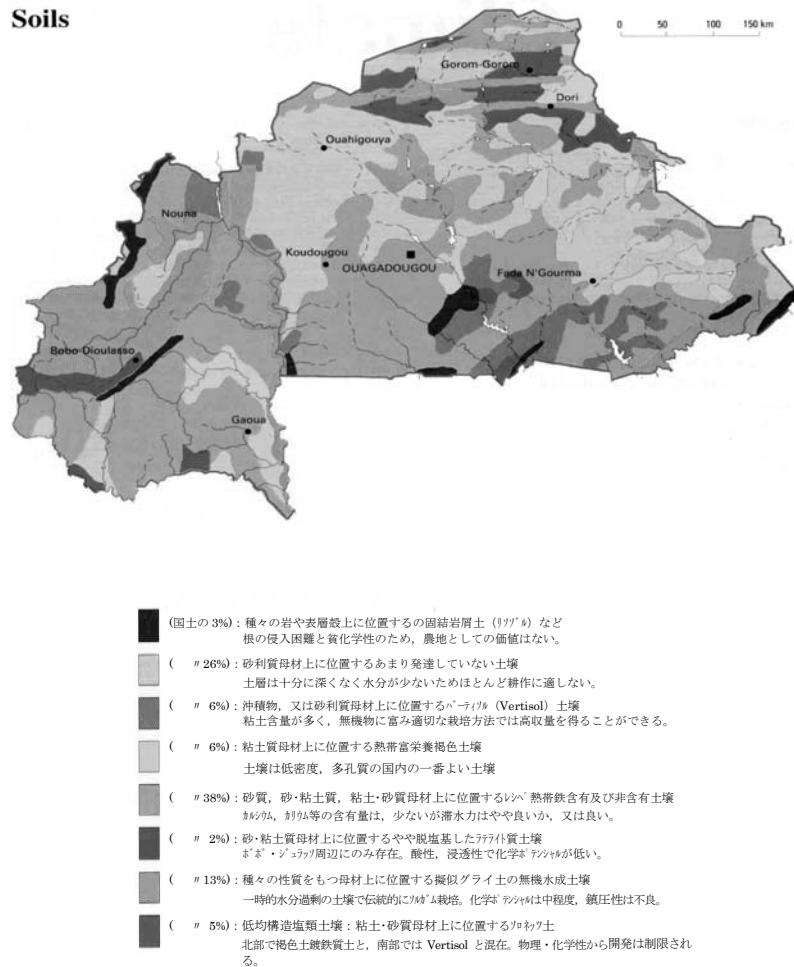 Soils
0 50 100 150 km
Gorom-Gorom
Dori
Ouahigouya
Nouna
Koudougou
OUAGADOUGOU
Fada N'Gourma
Bobo-Dioulasso
Gaoua
(国土の 3%)：種々の岩や表層殻上に位置するの固結岩屑土（ﾘｿｿﾞﾙ）など
根の侵入困難と貧化学性のため，農地としての価値はない。
(　〃 26%)：砂利質母材上に位置するあまり発達していない土壌
土層は十分に深くなく水分が少ないためほとんど耕作に適しない。
(　〃 6%)：沖積物，又は砂利質母材上に位置するﾊﾞｰﾃｨｿﾙ（Vertisol）土壌
粘土含量が多く，無機物に富み適切な栽培方法では高収量を得ることができる。
(　〃 6%)：粘土質母材上に位置する熱帯富栄養褐色土壌
土壌は低密度，多孔質の国内の一番よい土壌
(　〃38%)：砂質，砂・粘土質，粘土・砂質母材上に位置するﾚｼﾍﾞ熱帯鉄含有及び非含有土壌
ｶﾙｼｳﾑ，ｶﾘｳﾑ等の含有量は，少ないが滞水力はやや良いか，又は良い。
(　〃 2%)：砂・粘土質母材上に位置するやや脱塩基したﾗﾃﾗｲﾄ質土壌
ﾎﾞﾎﾞ・ｼﾞｭﾗｯｿ周辺にのみ存在。酸性，浸透性で化学ﾎﾟﾃﾝｼｬﾙが低い。
(　〃13%)：種々の性質をもつ母材上に位置する擬似グライ土の無機水成土壌
一時的水分過剰の土壌で伝統的にｿﾙｶﾞﾑ栽培。化学ﾎﾟﾃﾝｼｬﾙは中程度，鎮圧性は不良。
(　〃 5%)：低均構造塩類土壌：粘土・砂質母材上に位置するｿﾛﾈｯﾂ土
北部で褐色土鍍鉄質土と，南部では Vertisol と混在。物理・化学性から開発は制限され
る。